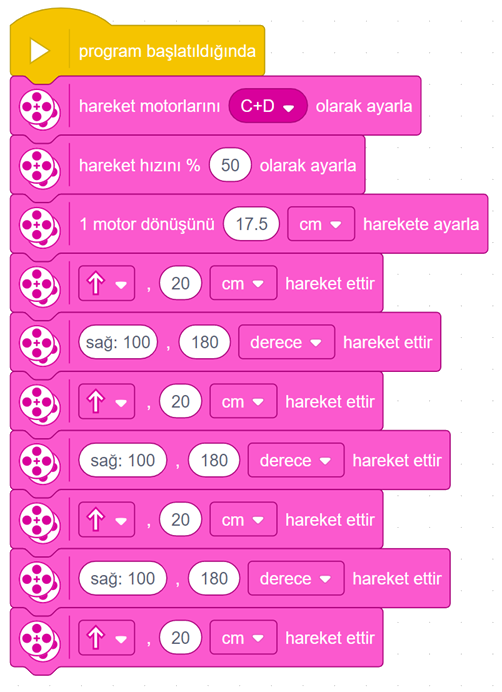 program başlatıldığında
hareket motorlarını C+D olarak ayarla
hareket hızını % 50 olarak ayarla
1 motor dönüşünü 17.5 cm harekete ayarla
, 20 cm hareket ettir
sağ: 100 , 180 derece hareket ettir
, 20 cm hareket ettir
sağ: 100 , 180 derece hareket ettir
, 20 cm hareket ettir
sağ: 100 , 180 derece hareket ettir
, 20 cm hareket ettir